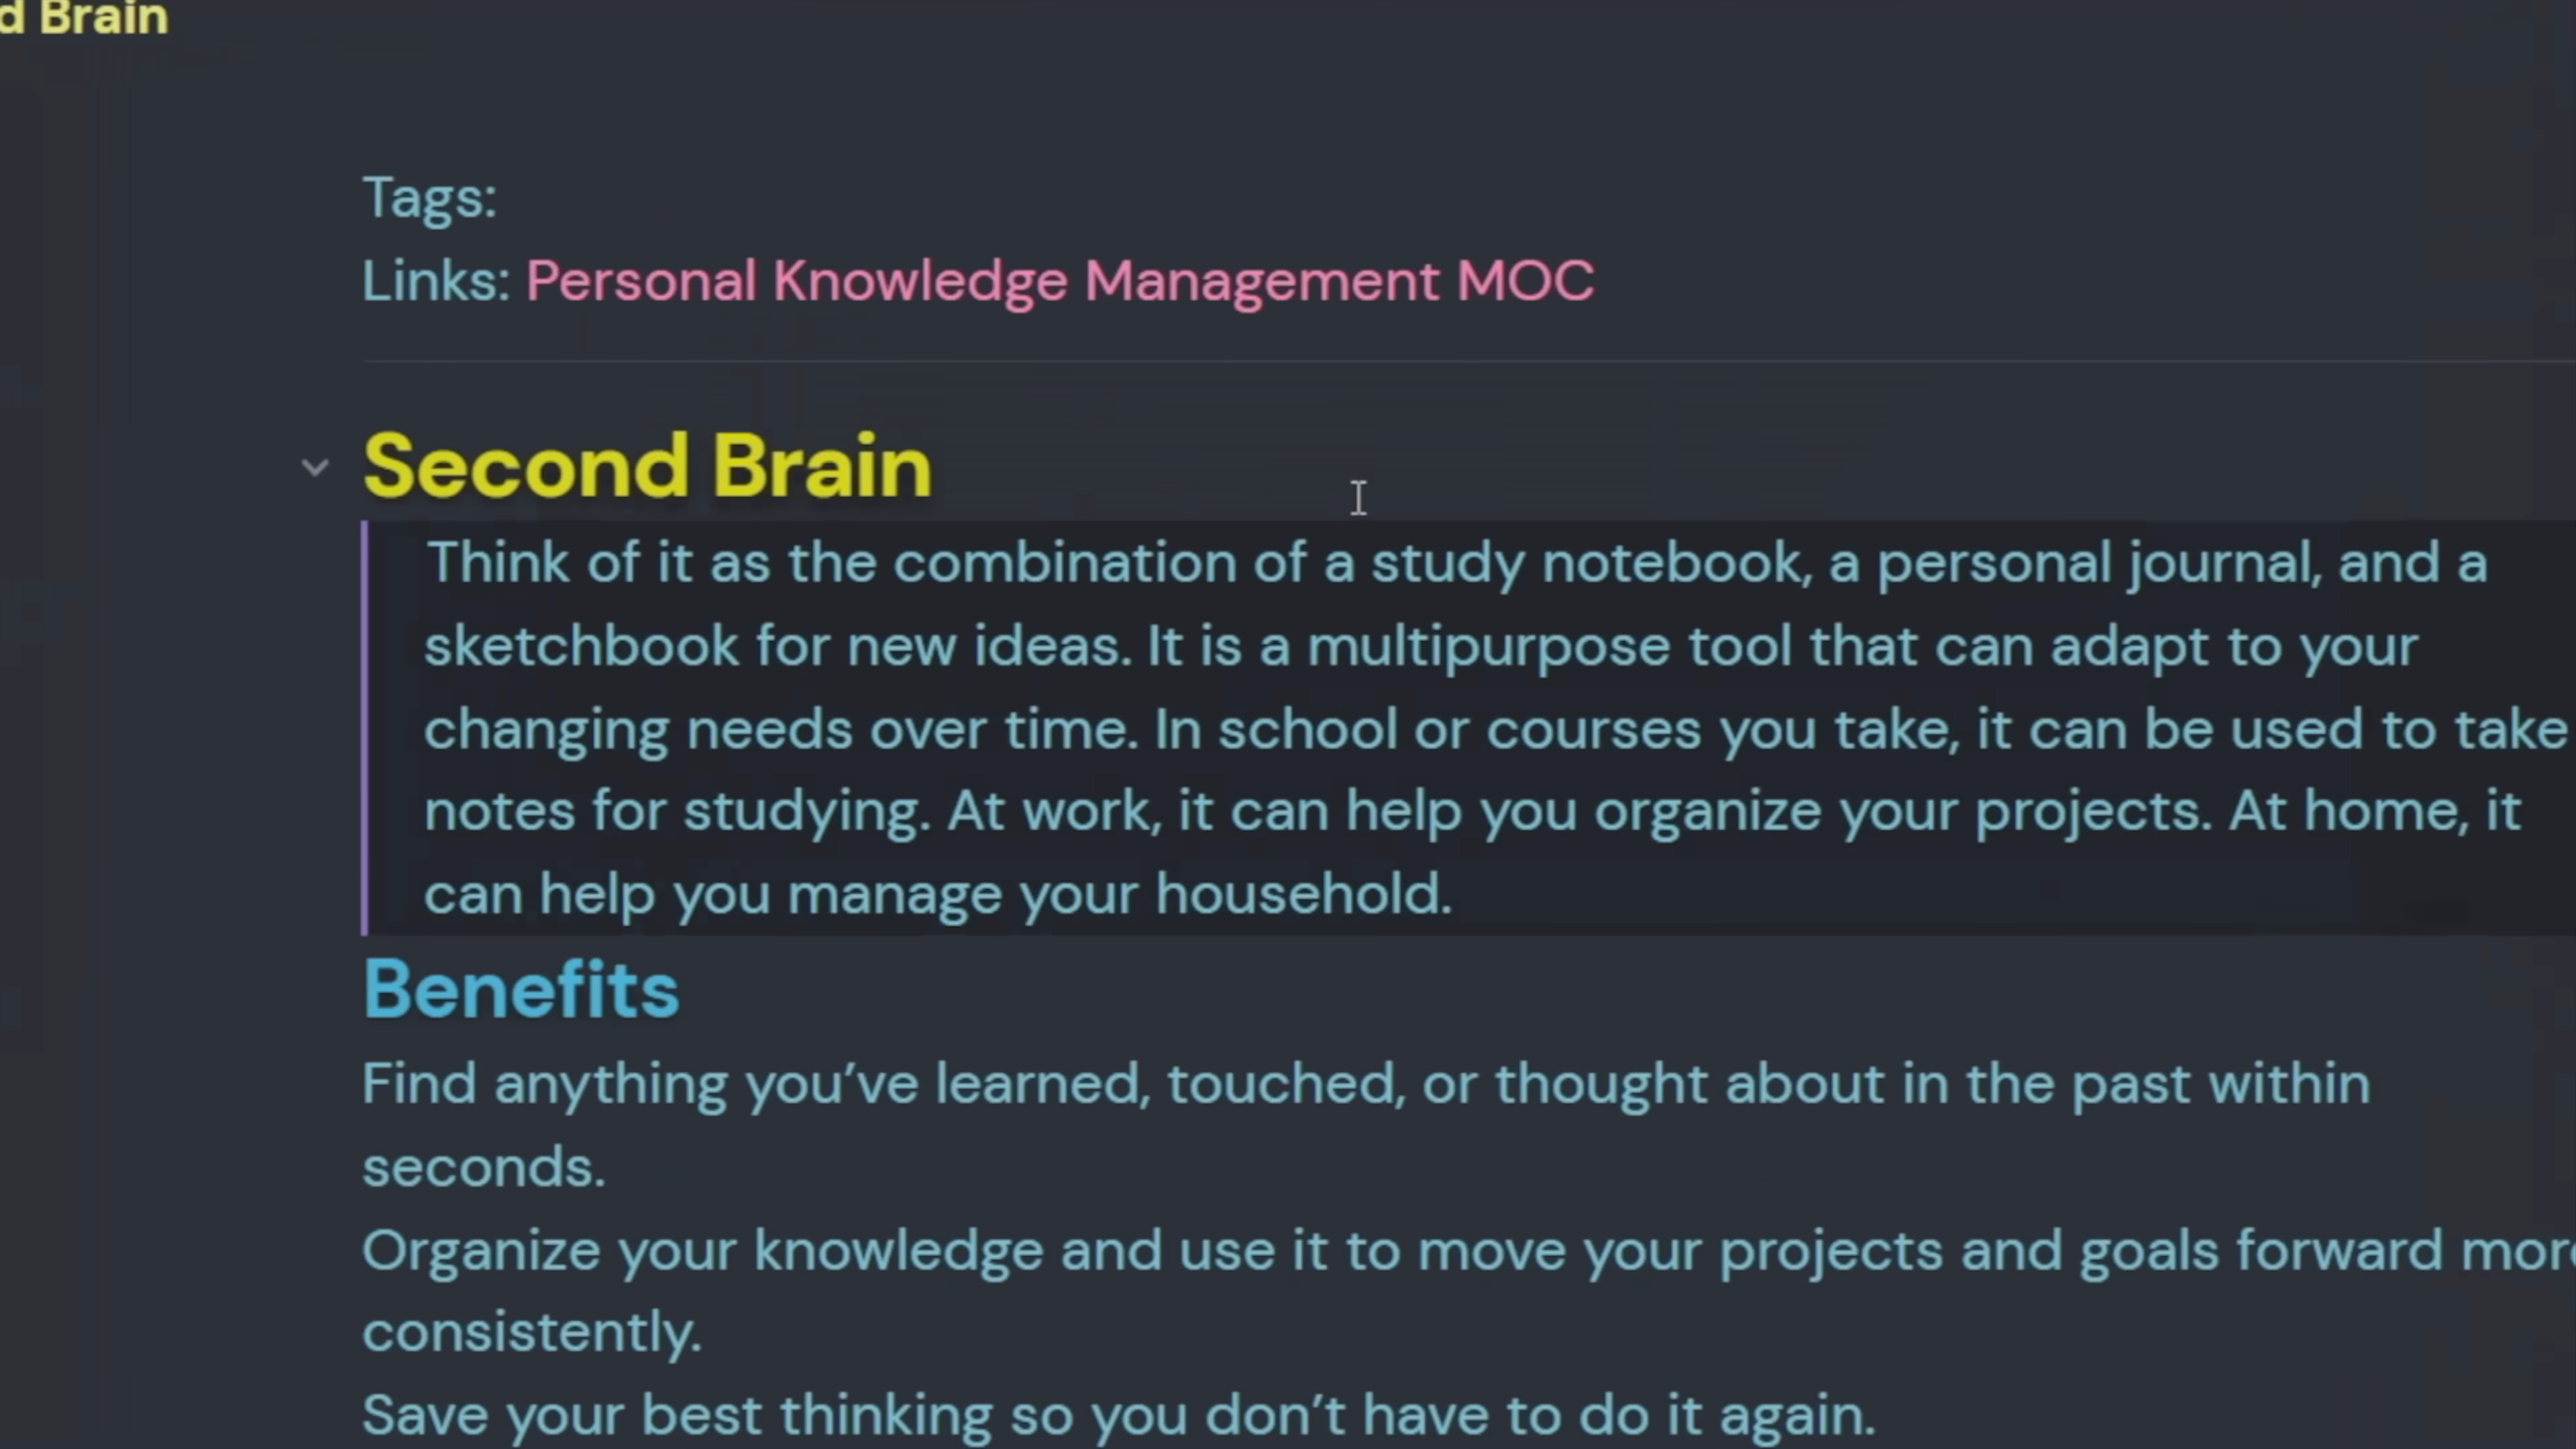 d Brain
Tags:
Links: Personal Knowledge Management MOC
Second Brain
Think of it as the combination of a study notebook, a personal journal, and a
sketchbook for new ideas. It is a multipurpose tool that can adapt to your
changing needs over time. In school or courses you take, it can be used to take
notes for studying. At work, it can help you organize your projects. At home, it
can help you manage your household.
Benefits
Find anything you’ve learned, touched, or thought about in the past within
seconds.
Organize your knowledge and use it to move your projects and goals forward more
consistently.
Save your best thinking so you don’t have to do it again.